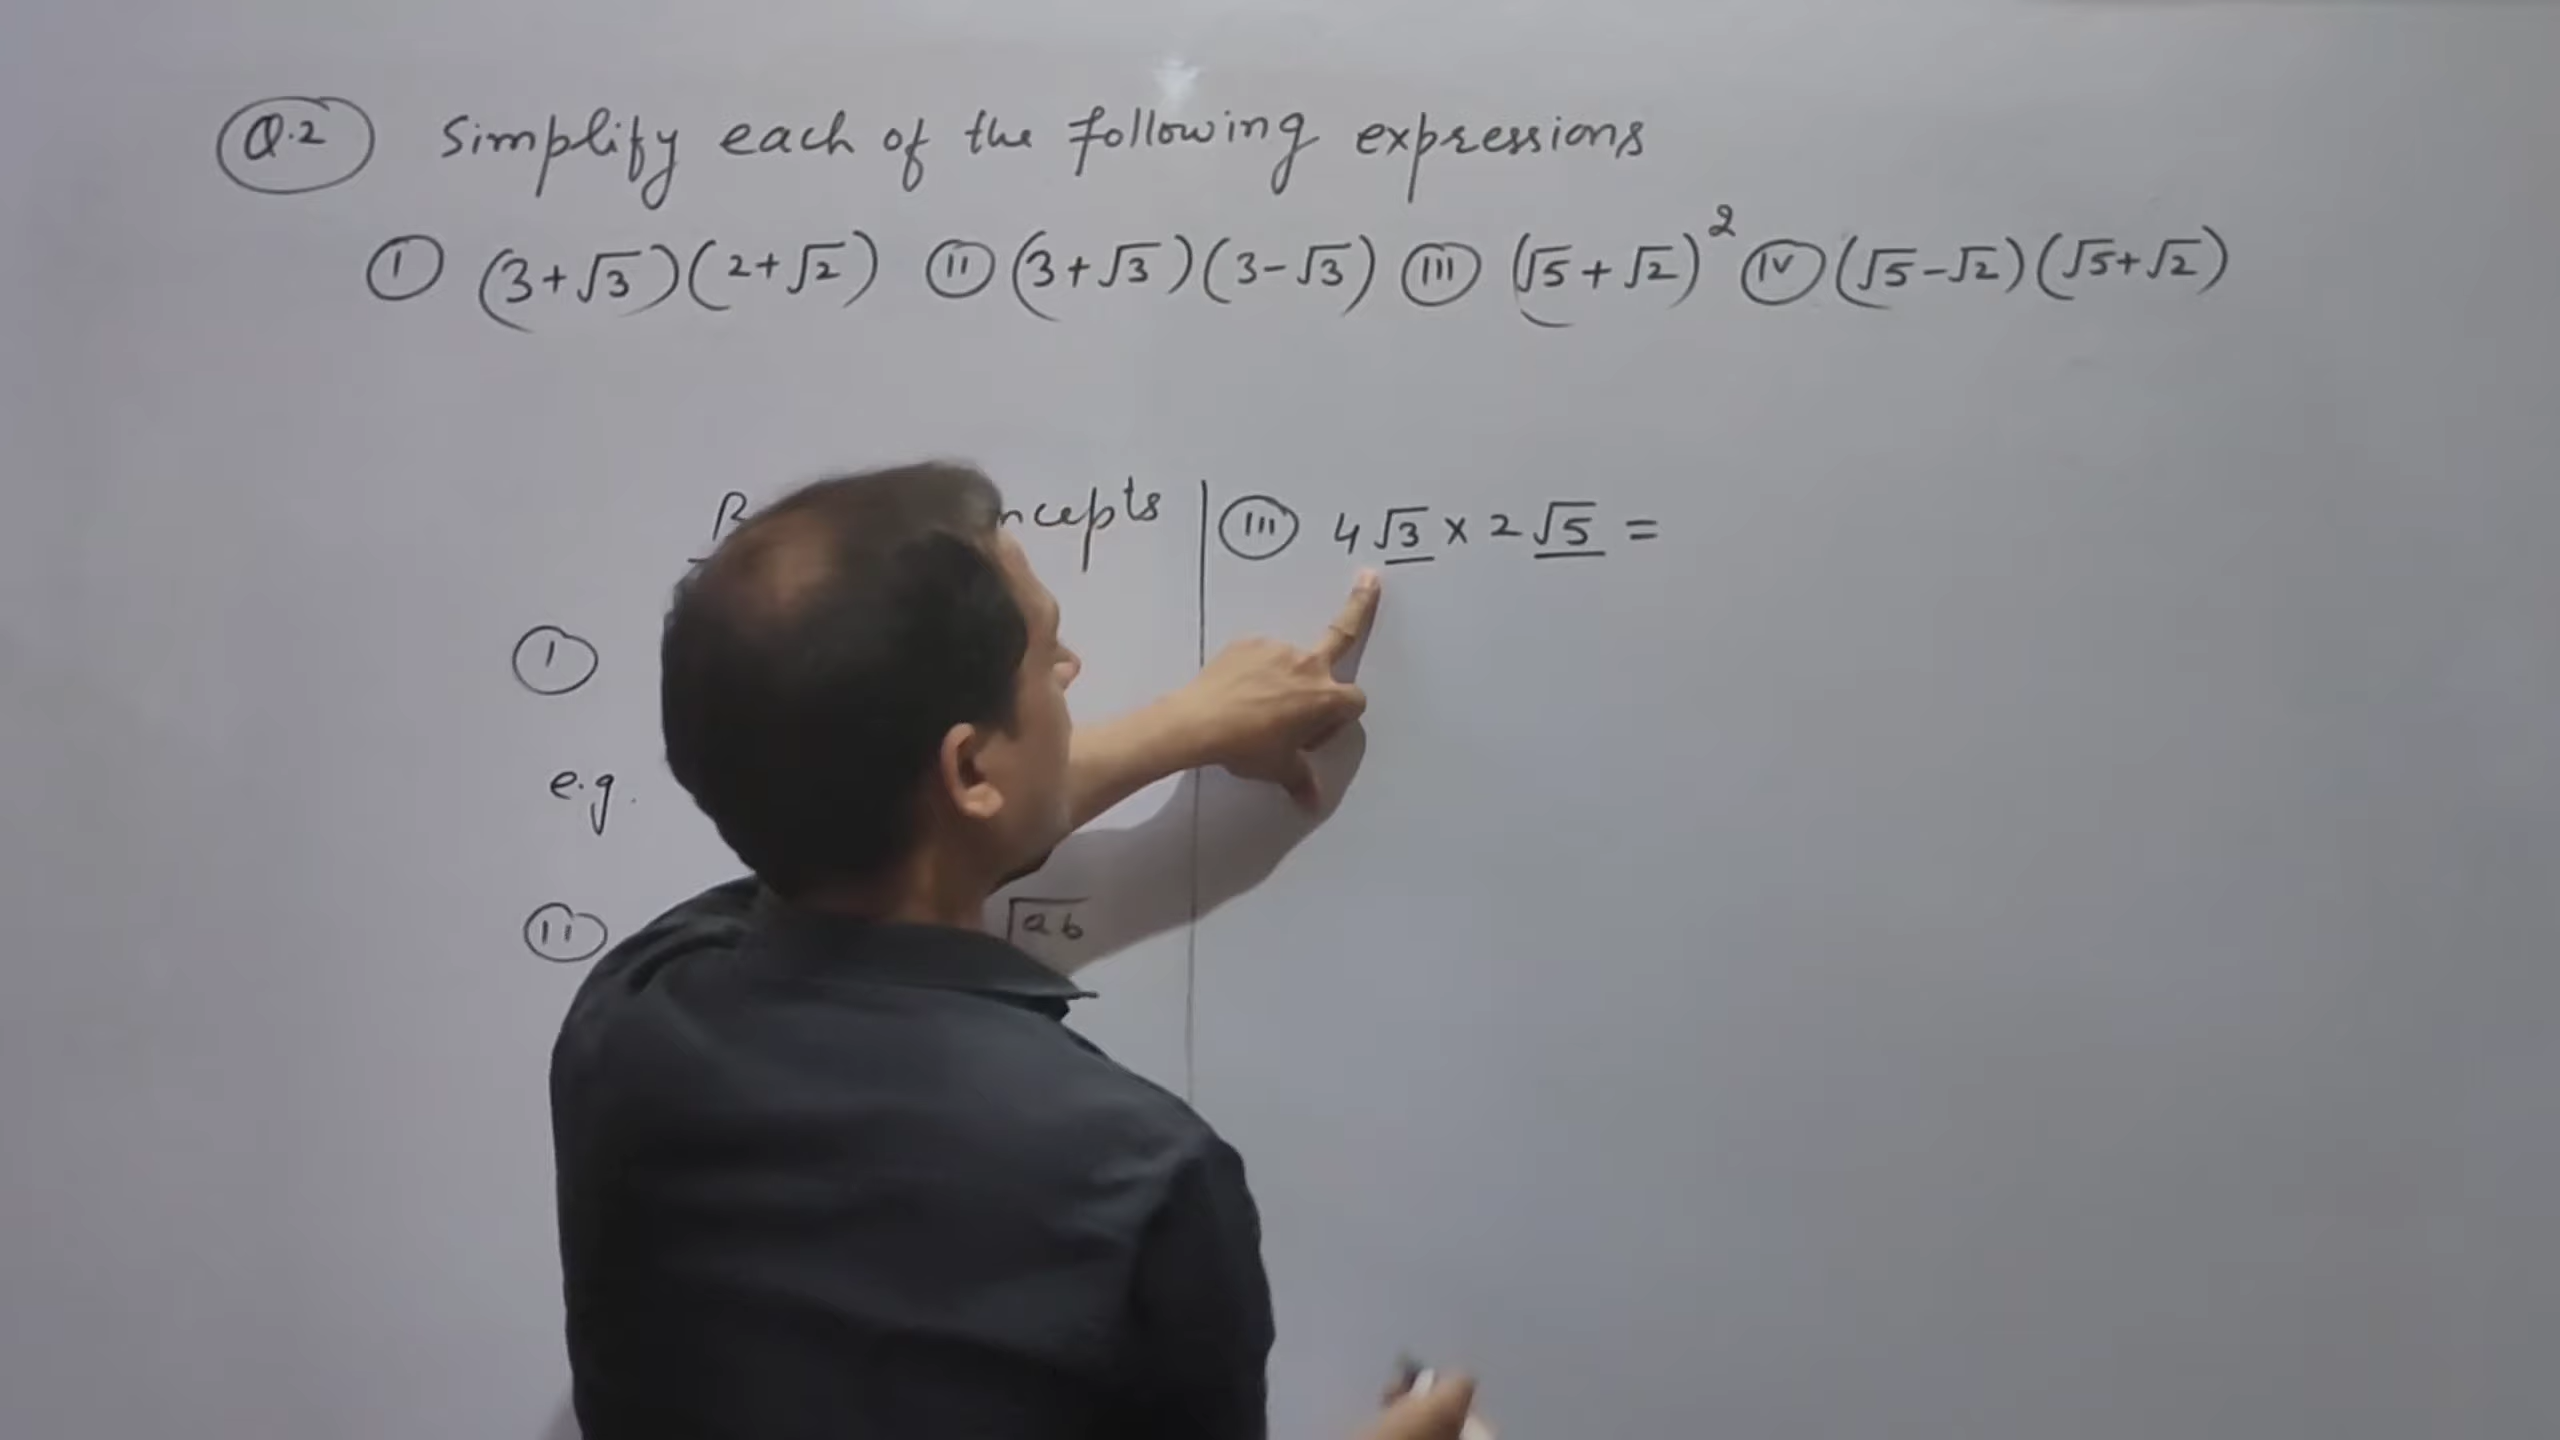 Q.2 Simplify each of the following expressions
I (3+√3)(2+√2) II (3+√3)(3-√3) III (√5+√2)² IV (√5-√2)(√5+√2)
III 4√3 × 2√5 =
I
e.g.
II √ab